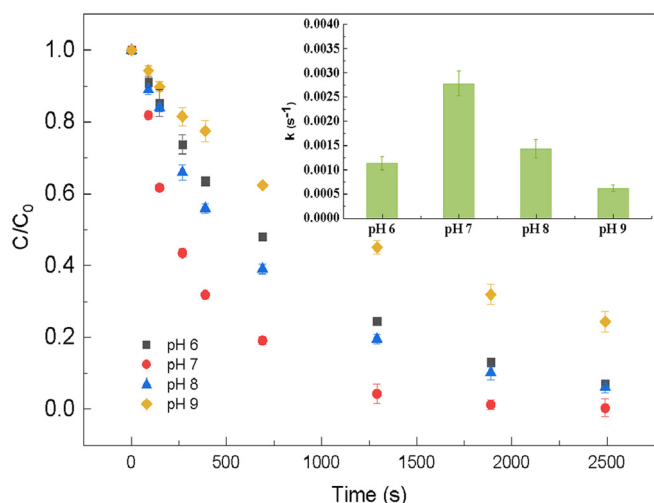 C/C0
1.0
0.8
0.6
0.4
0.2
0.0
k (s-1)
0.0040
0.0035
0.0030
0.0025
0.0020
0.0015
0.0010
0.0005
0.0000
pH 6 pH 7 pH 8 pH 9
pH 6
pH 7
pH 8
pH 9
0 500 1000 1500 2000 2500
Time (s)